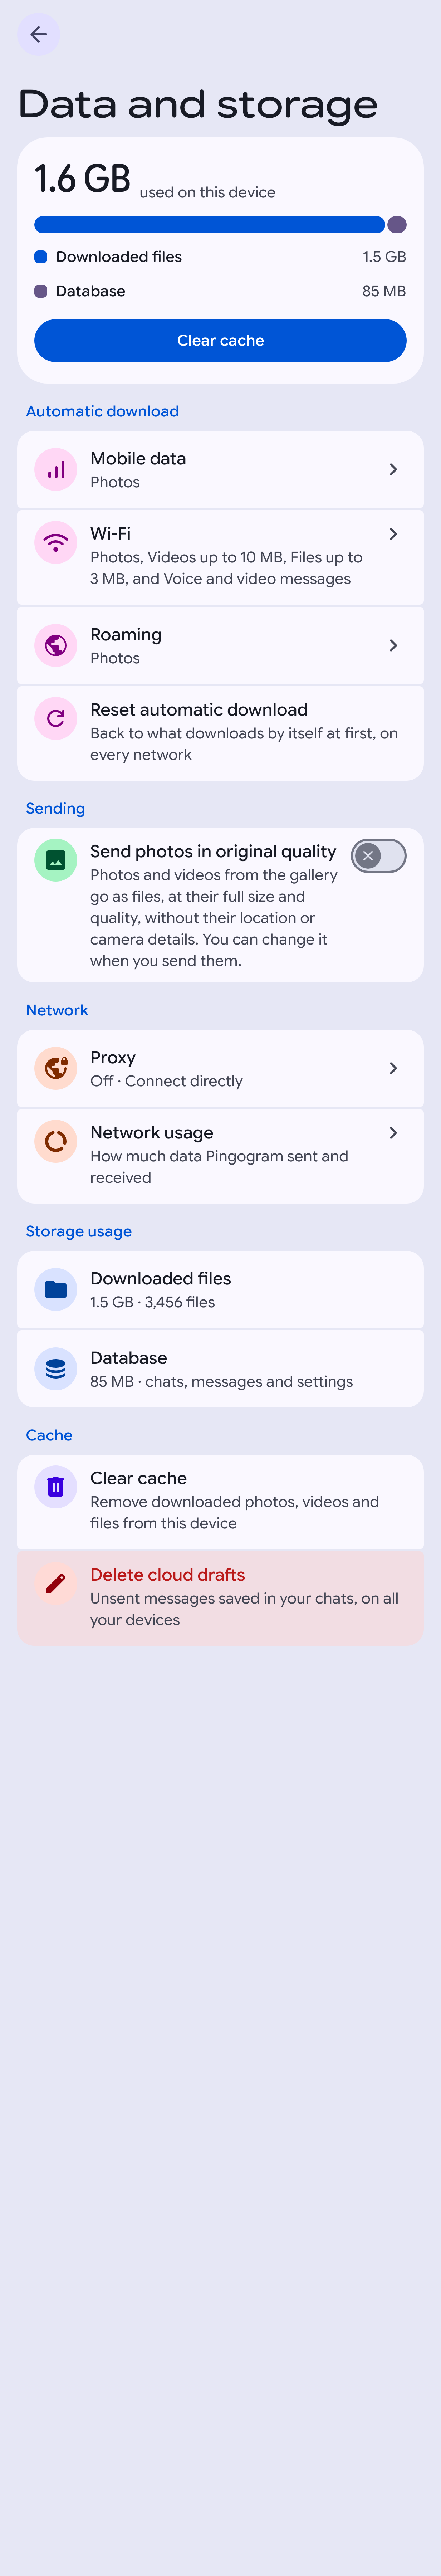 Data and storage
1.6 GB used on this device
Downloaded files 1.5 GB
Database 85 MB
Clear cache
Automatic download
Mobile data
Photos
Wi-Fi
Photos, Videos up to 10 MB, Files up to
3 MB, and Voice and video messages
Roaming
Photos
Reset automatic download
Back to what downloads by itself at first, on
every network
Sending
Send photos in original quality
Photos and videos from the gallery
go as files, at their full size and
quality, without their location or
camera details. You can change it
when you send them.
Network
Proxy
Off · Connect directly
Network usage
How much data Pingogram sent and
received
Storage usage
Downloaded files
1.5 GB · 3,456 files
Database
85 MB · chats, messages and settings
Cache
Clear cache
Remove downloaded photos, videos and
files from this device
Delete cloud drafts
Unsent messages saved in your chats, on all
your devices